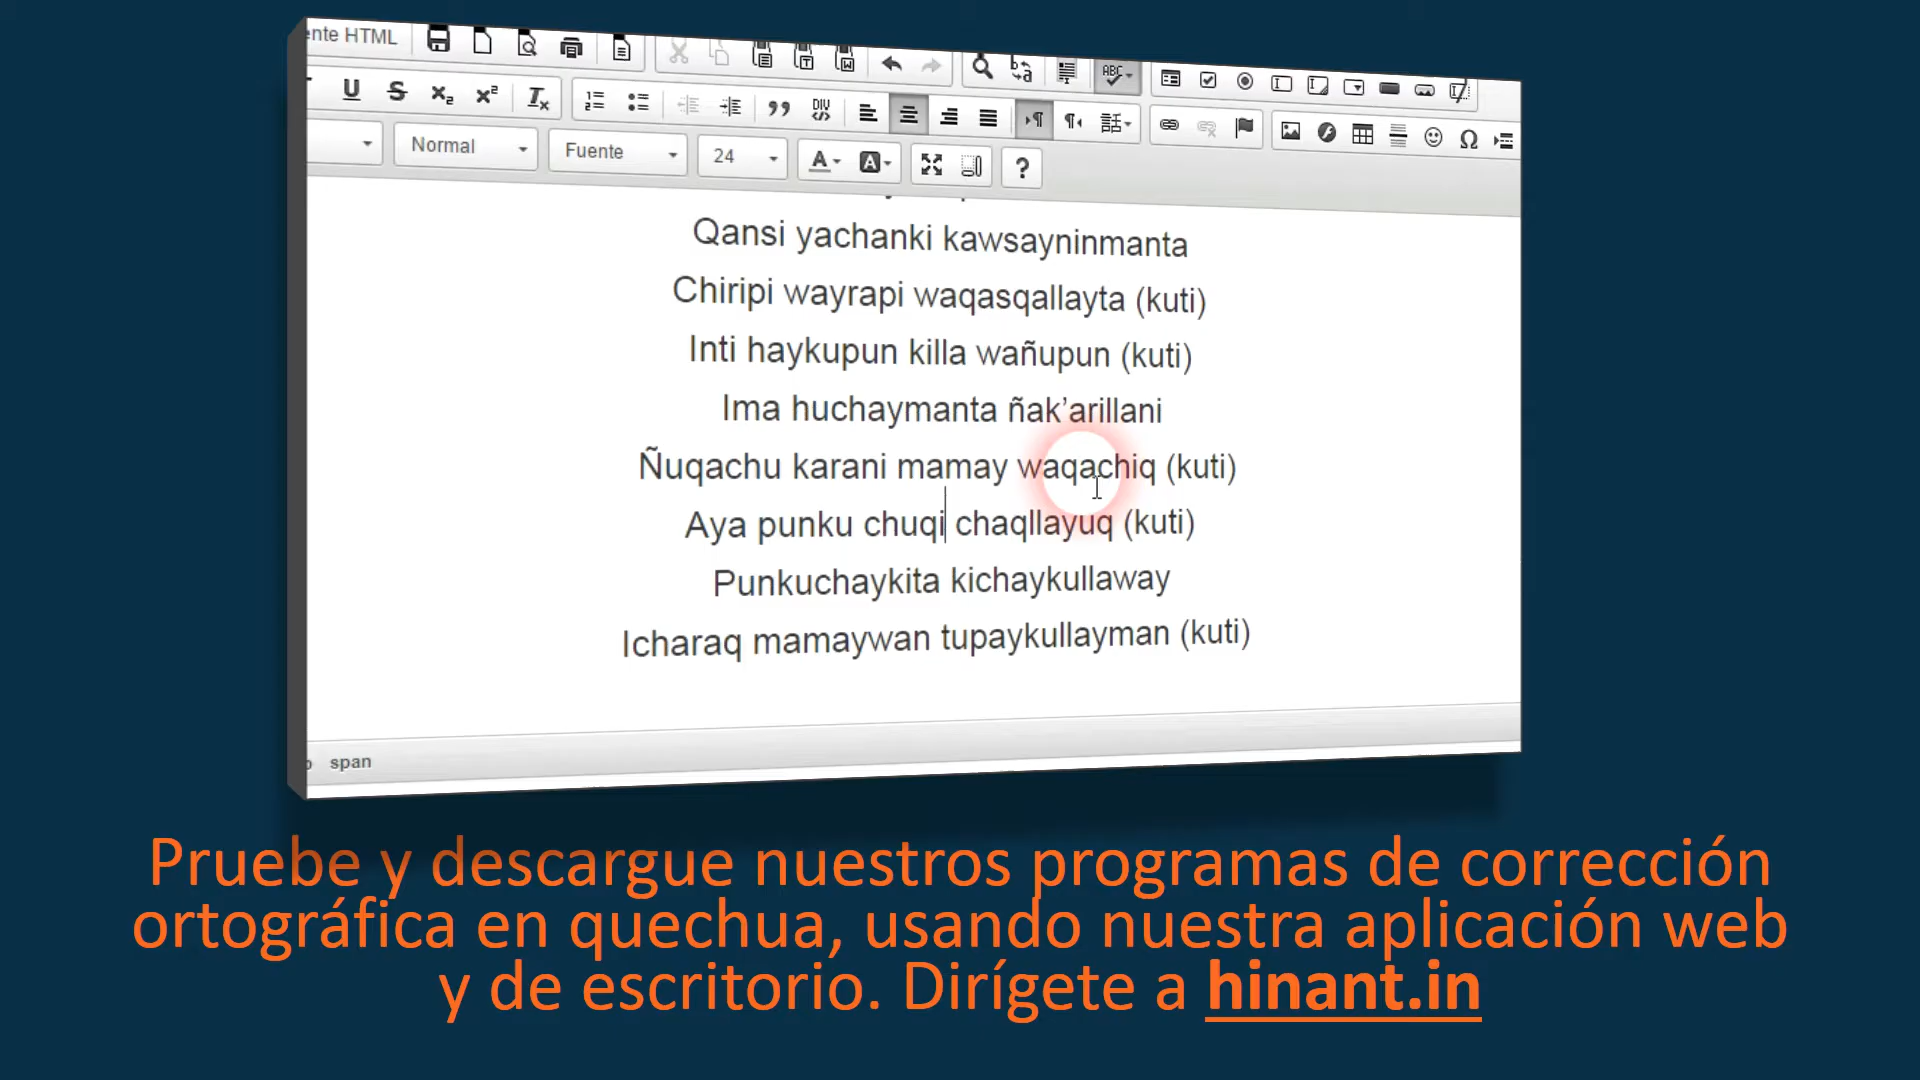 nte HTML
Normal Fuente 24
Qansi yachanki kawsayninmanta
Chiripi wayrapi waqasqallayta (kuti)
Inti haykupun killa wañupun (kuti)
Ima huchaymanta ñak’arillani
Ñuqachu karani mamay waqachiq (kuti)
Aya punku chuqi chaqllayuq (kuti)
Punkuchaykita kichaykullaway
Icharaq mamaywan tupaykullayman (kuti)
span
Pruebe y descargue nuestros programas de corrección
ortográfica en quechua, usando nuestra aplicación web
y de escritorio. Dirígete a hinant.in